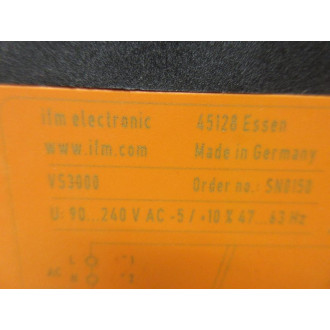 ifm electronic 45128 Essen
www.ifm.com Made in Germany
VS3000 Order no.: SN0150
U: 90...240 V AC -5 / +10 % 47...63 Hz
L
AC
N